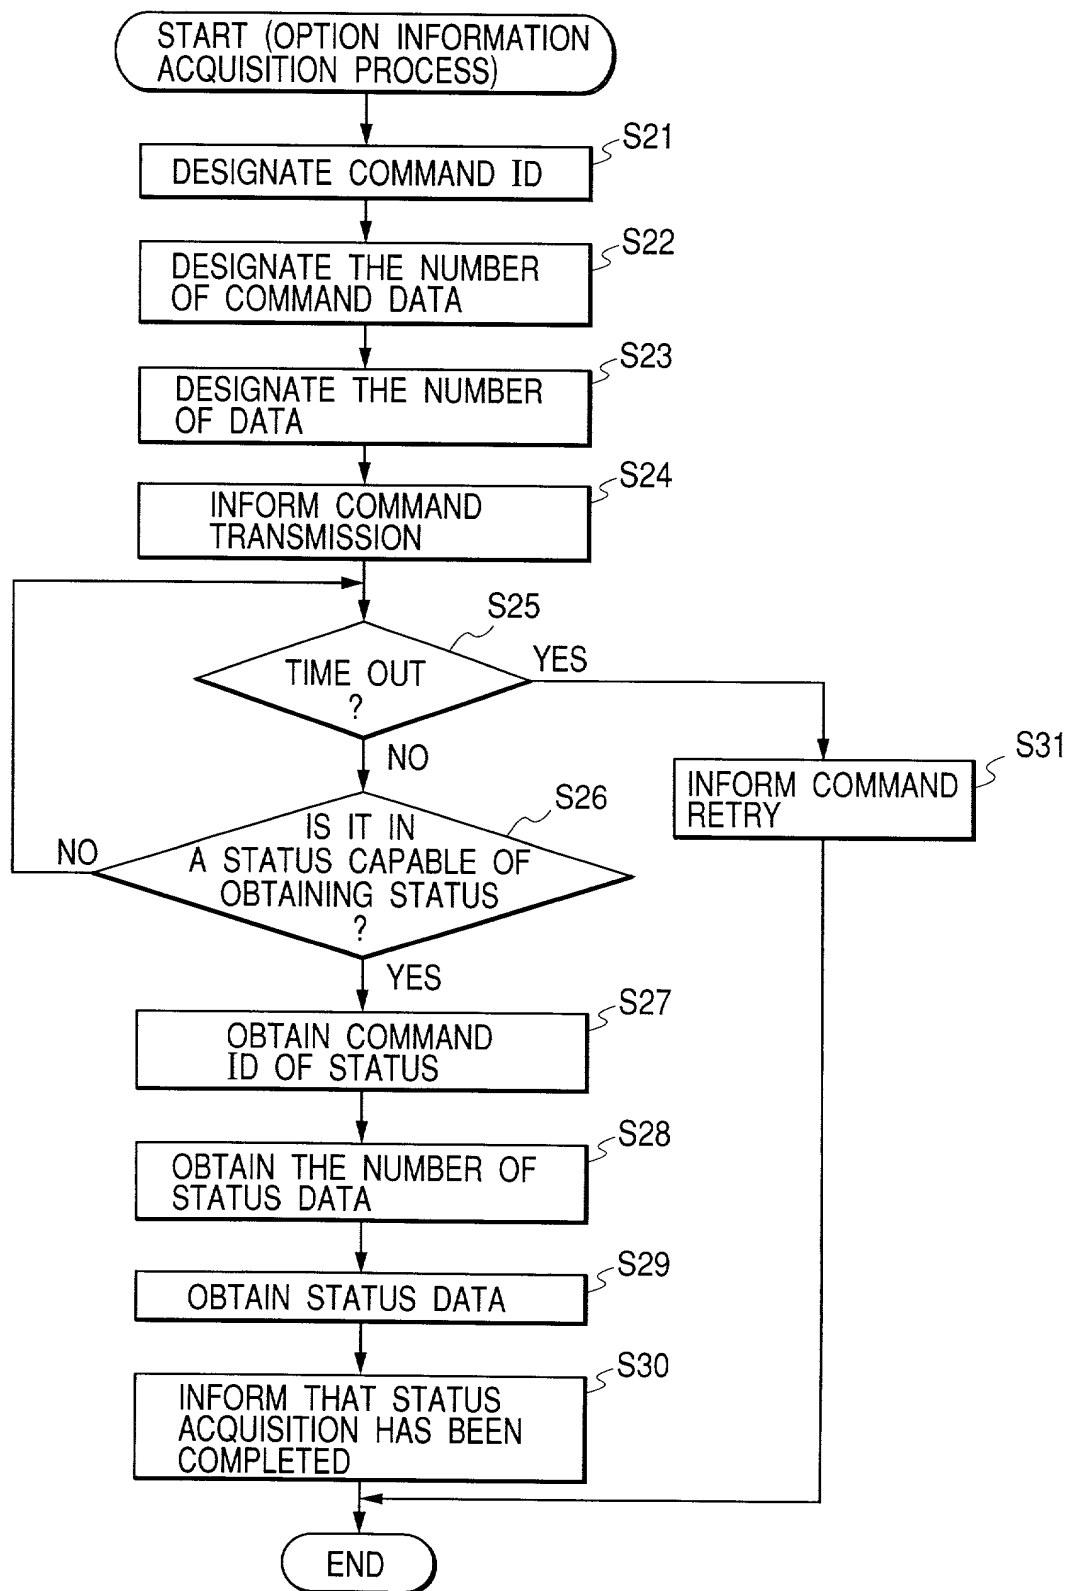 START (OPTION INFORMATION
ACQUISITION PROCESS)
S21
DESIGNATE COMMAND ID
S22
DESIGNATE THE NUMBER
OF COMMAND DATA
S23
DESIGNATE THE NUMBER
OF DATA
S24
INFORM COMMAND
TRANSMISSION
S25
TIME OUT
?
YES
NO
S31
INFORM COMMAND
RETRY
S26
IS IT IN
A STATUS CAPABLE OF
OBTAINING STATUS
?
NO
YES
S27
OBTAIN COMMAND
ID OF STATUS
S28
OBTAIN THE NUMBER OF
STATUS DATA
S29
OBTAIN STATUS DATA
S30
INFORM THAT STATUS
ACQUISITION HAS BEEN
COMPLETED
END